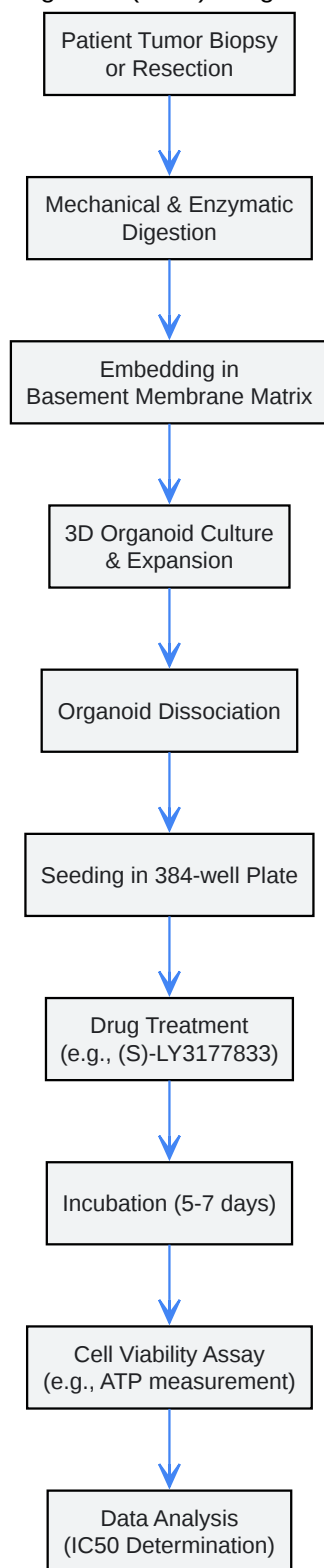 Patient Tumor Biopsy
or Resection
Mechanical & Enzymatic
Digestion
Embedding in
Basement Membrane Matrix
3D Organoid Culture
& Expansion
Organoid Dissociation
Seeding in 384-well Plate
Drug Treatment
(e.g., (S)-LY3177833)
Incubation (5-7 days)
Cell Viability Assay
(e.g., ATP measurement)
Data Analysis
(IC50 Determination)